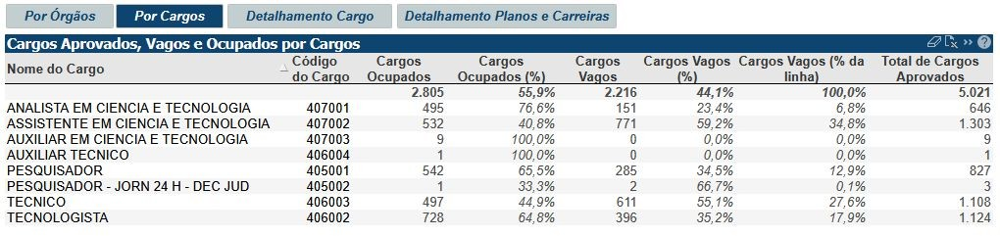 Por Órgãos Por Cargos Detalhamento Cargo Detalhamento Planos e Carreiras
Cargos Aprovados, Vagos e Ocupados por Cargos
Nome do Cargo Código do Cargo Cargos Ocupados Cargos Ocupados (%) Cargos Vagos Cargos Vagos (%) Cargos Vagos (% da linha) Total de Cargos Aprovados
2.805 55,9% 2.216 44,1% 100,0% 5.021
ANALISTA EM CIENCIA E TECNOLOGIA 407001 495 76,6% 151 23,4% 6,8% 646
ASSISTENTE EM CIENCIA E TECNOLOGIA 407002 532 40,8% 771 59,2% 34,8% 1.303
AUXILIAR EM CIENCIA E TECNOLOGIA 407003 9 100,0% 0 0,0% 0,0% 9
AUXILIAR TECNICO 406004 1 100,0% 0 0,0% 0,0% 1
PESQUISADOR 405001 542 65,5% 285 34,5% 12,9% 827
PESQUISADOR - JORN 24 H - DEC JUD 405002 1 33,3% 2 66,7% 0,1% 3
TECNICO 406003 497 44,9% 611 55,1% 27,6% 1.108
TECNOLOGISTA 406002 728 64,8% 396 35,2% 17,9% 1.124